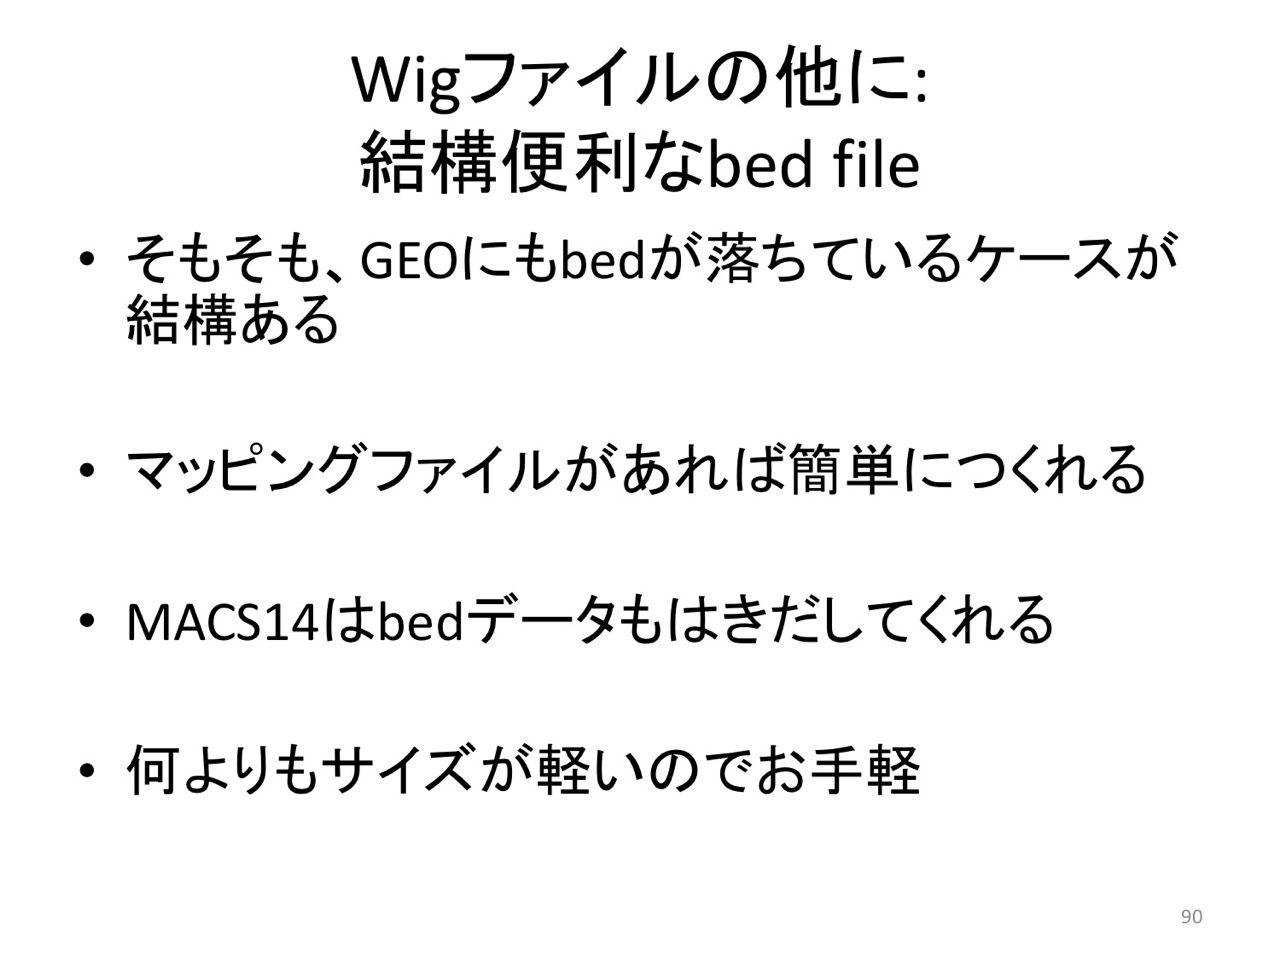 Wigファイルの他に:
結構便利なbed file
• そもそも、GEOにもbedが落ちているケースが
結構ある
• マッピングファイルがあれば簡単につくれる
• MACS14はbedデータもはきだしてくれる
• 何よりもサイズが軽いのでお手軽
90